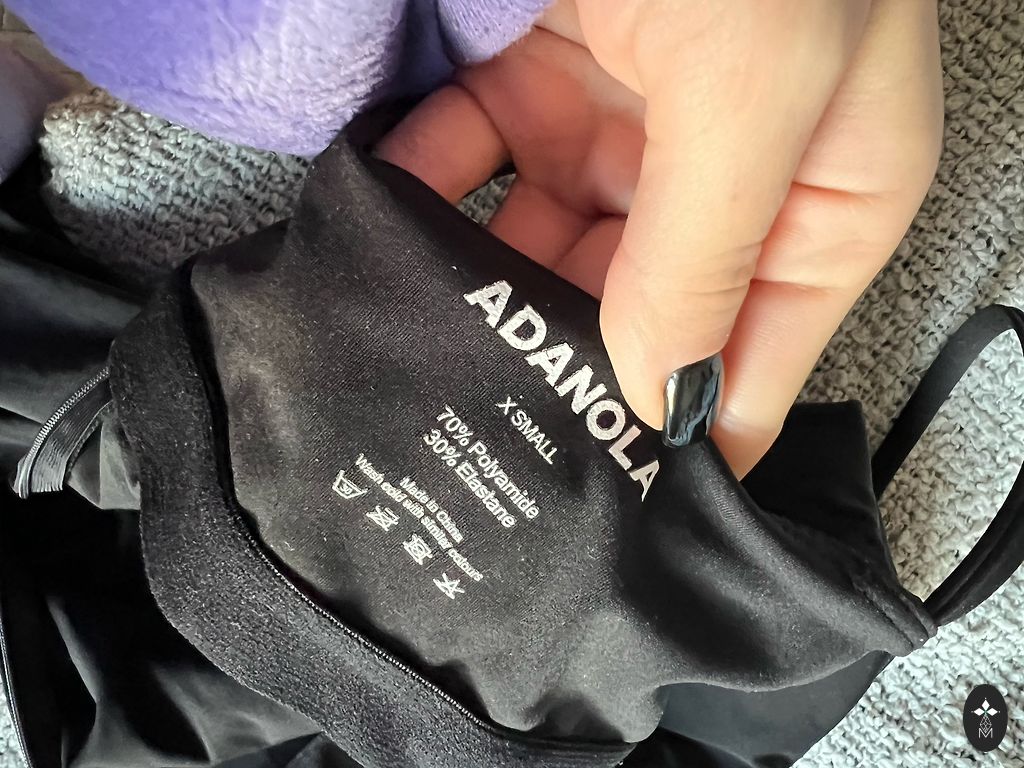 ADANOLA
X SMALL
70% Polyamide
30% Elastane
Made in China
Wash cold with similar colours